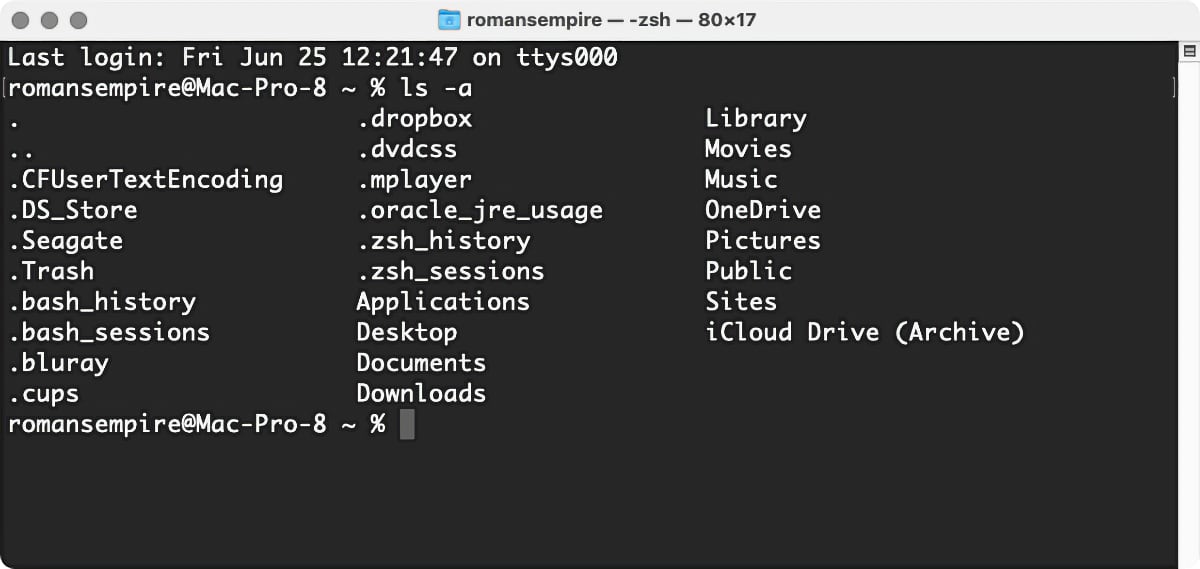 romansempire — -zsh — 80×17
Last login: Fri Jun 25 12:21:47 on ttys000
romansempire@Mac-Pro-8 ~ % ls -a
. .dropbox Library
.. .dvdcss Movies
.CFUserTextEncoding .mplayer Music
.DS_Store .oracle_jre_usage OneDrive
.Seagate .zsh_history Pictures
.Trash .zsh_sessions Public
.bash_history Applications Sites
.bash_sessions Desktop iCloud Drive (Archive)
.bluray Documents
.cups Downloads
romansempire@Mac-Pro-8 ~ %